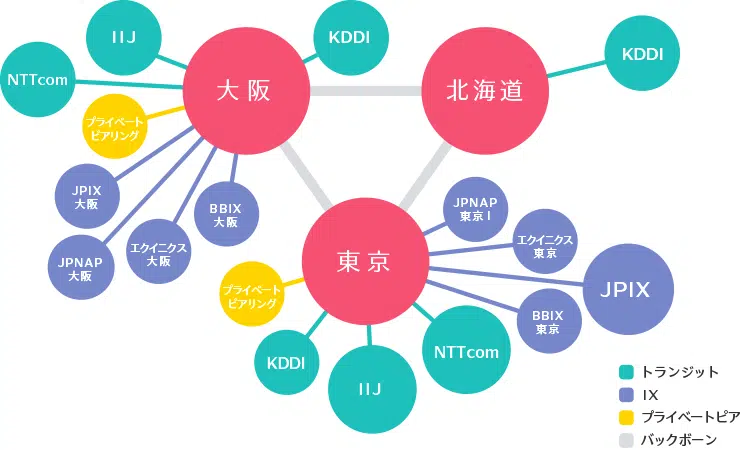 IIJ
KDDI
NTTcom
大阪
北海道
KDDI
プライベート
ピアリング
JPIX
大阪
BBIX
大阪
JPNAP
大阪
エクイニクス
大阪
JPNAP
東京I
エクイニクス
東京
東京
プライベート
ピアリング
JPIX
BBIX
東京
KDDI
IIJ
NTTcom
トランジット
IX
プライベートピア
バックボーン